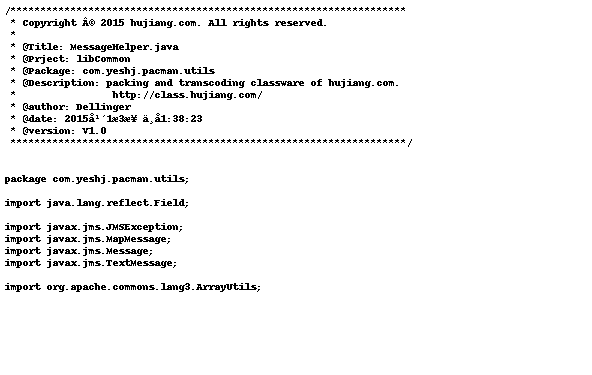 /******************************************************************
 * Copyright Â© 2015 hujiang.com. All rights reserved.
 *
 * @Title: MessageHelper.java
 * @Prject: libCommon
 * @Package: com.yeshj.pacman.utils
 * @Description: packing and transcoding classware of hujiang.com.
 *                http://class.hujiang.com/
 * @author: Dellinger
 * @date: 2015å¹´1æ3æ¥ ä¸å1:38:23
 * @version: V1.0
 ******************************************************************/
package com.yeshj.pacman.utils;
import java.lang.reflect.Field;
import javax.jms.JMSException;
import javax.jms.MapMessage;
import javax.jms.Message;
import javax.jms.TextMessage;
import org.apache.commons.lang3.ArrayUtils;